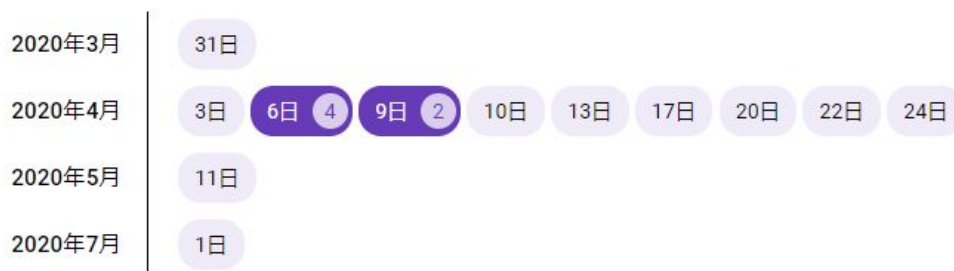 2020年3月 31日
2020年4月 3日 6日 4 9日 2 10日 13日 17日 20日 22日 24日
2020年5月 11日
2020年7月 1日